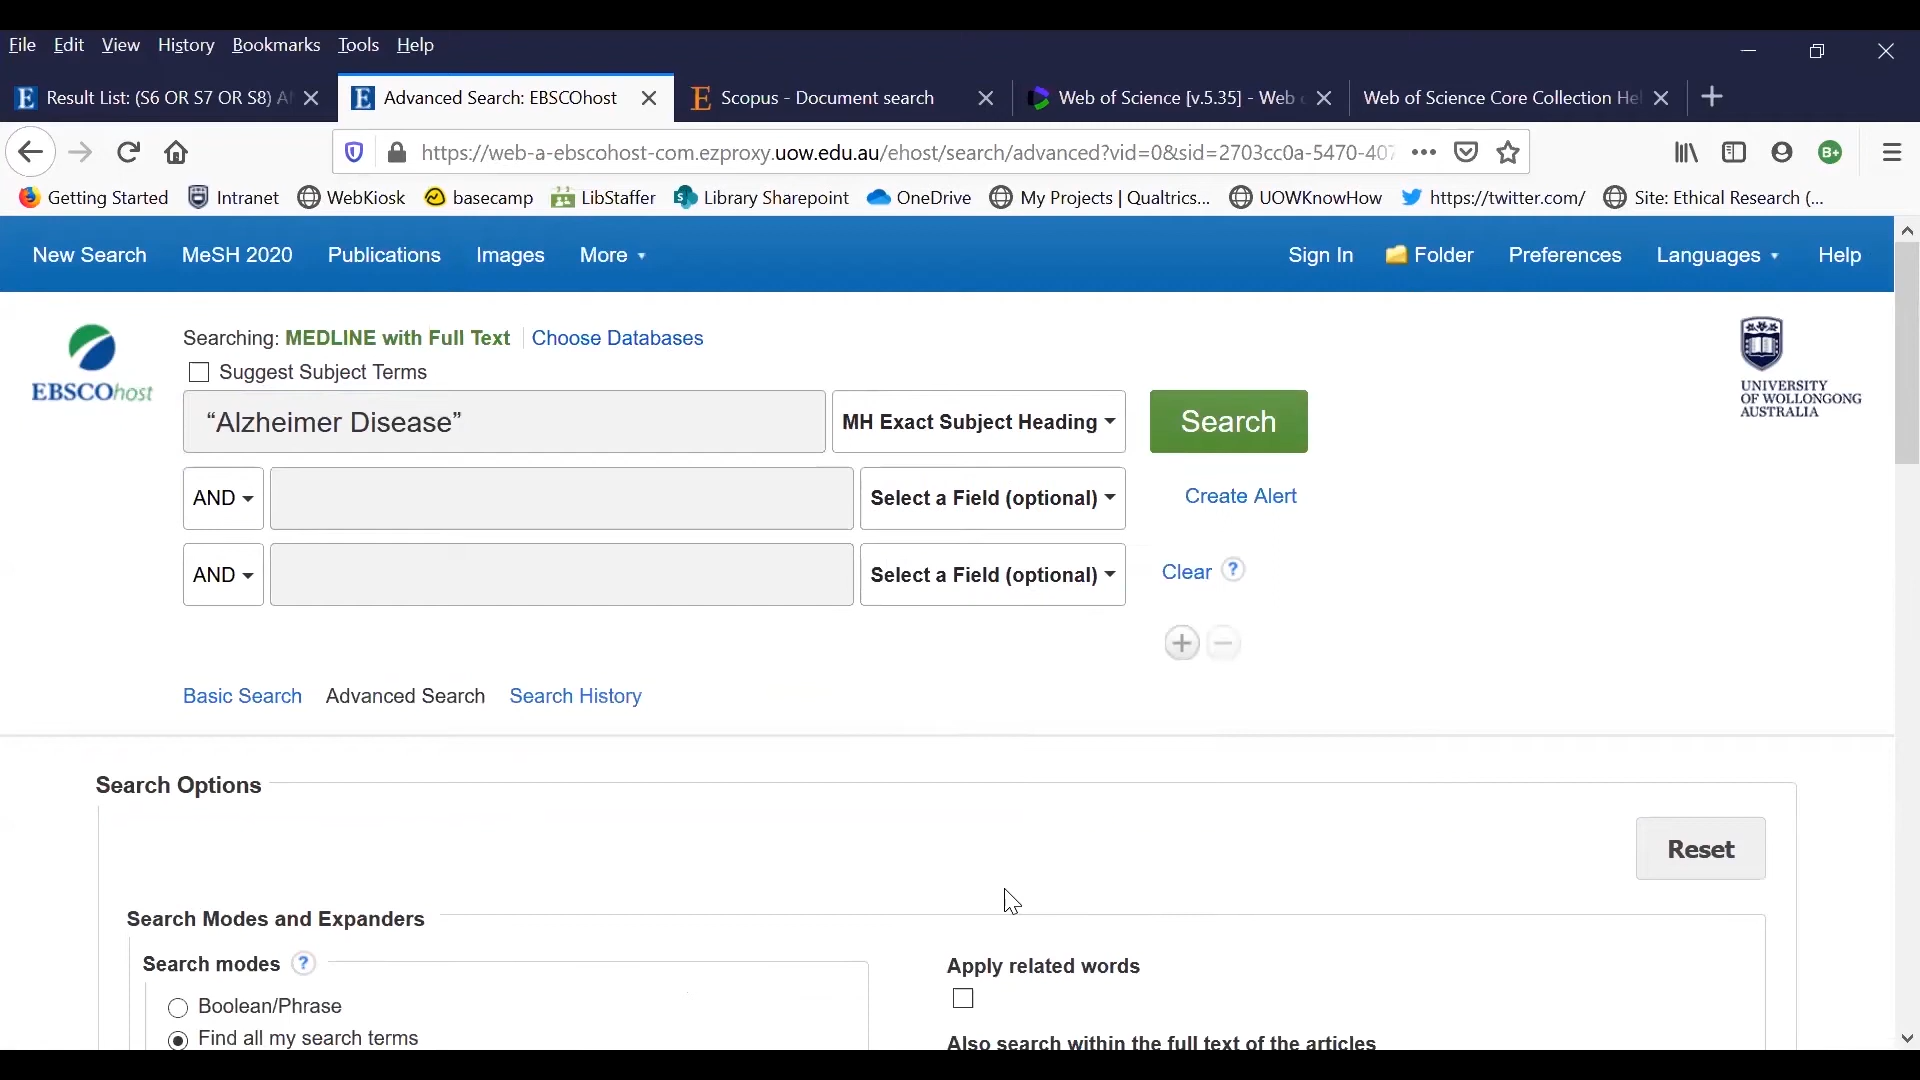 File Edit View History Bookmarks Tools Help
Result List: (S6 OR S7 OR S8) A
Advanced Search: EBSCOhost
Scopus - Document search
Web of Science [v.5.35] - Web
Web of Science Core Collection He
https://web-a-ebscohost-com.ezproxy.uow.edu.au/ehost/search/advanced?vid=0&sid=2703cc0a-5470-407
B+
Getting Started Intranet WebKiosk basecamp LibStaffer Library Sharepoint OneDrive My Projects | Qualtrics... UOWKnowHow https://twitter.com/ Site: Ethical Research (...
New Search MeSH 2020 Publications Images More Sign In Folder Preferences Languages Help
EBSCOhost
Searching: MEDLINE with Full Text Choose Databases
Suggest Subject Terms
UNIVERSITY
OF WOLLONGONG
AUSTRALIA
“Alzheimer Disease” MH Exact Subject Heading Search
AND Select a Field (optional) Create Alert
AND Select a Field (optional) Clear ?
Basic Search Advanced Search Search History
Search Options
Reset
Search Modes and Expanders
Search modes ?
Boolean/Phrase
Find all my search terms
Apply related words
Also search within the full text of the articles